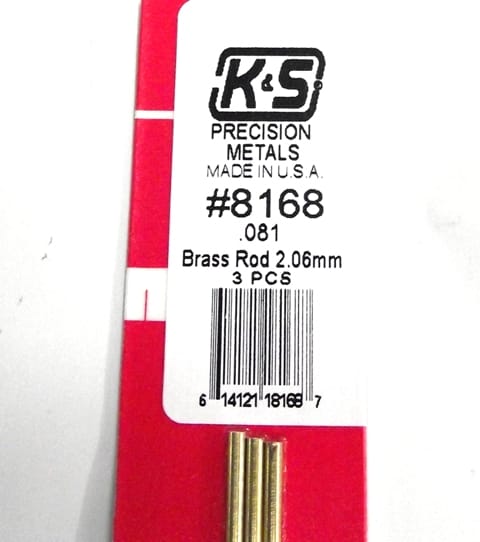 K&S
PRECISION
METALS
MADE IN U.S.A.
#8168
.081
Brass Rod 2.06mm
3 PCS
6 14121 18168 7